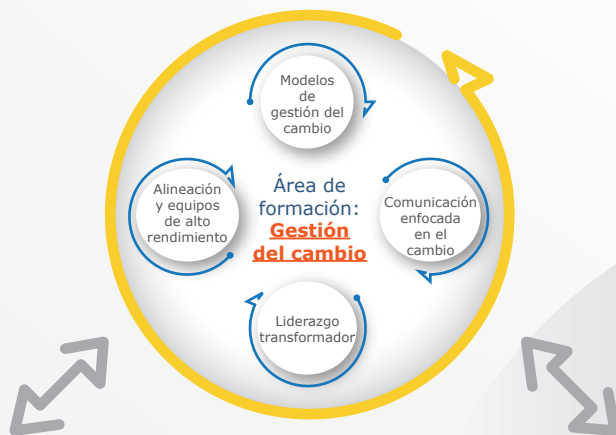 Modelos
de
gestión del
cambio
Alineación
y equipos
de alto
rendimiento
Área de
formación:
Gestión
del cambio
Comunicación
enfocada
en el
cambio
Liderazgo
transformador